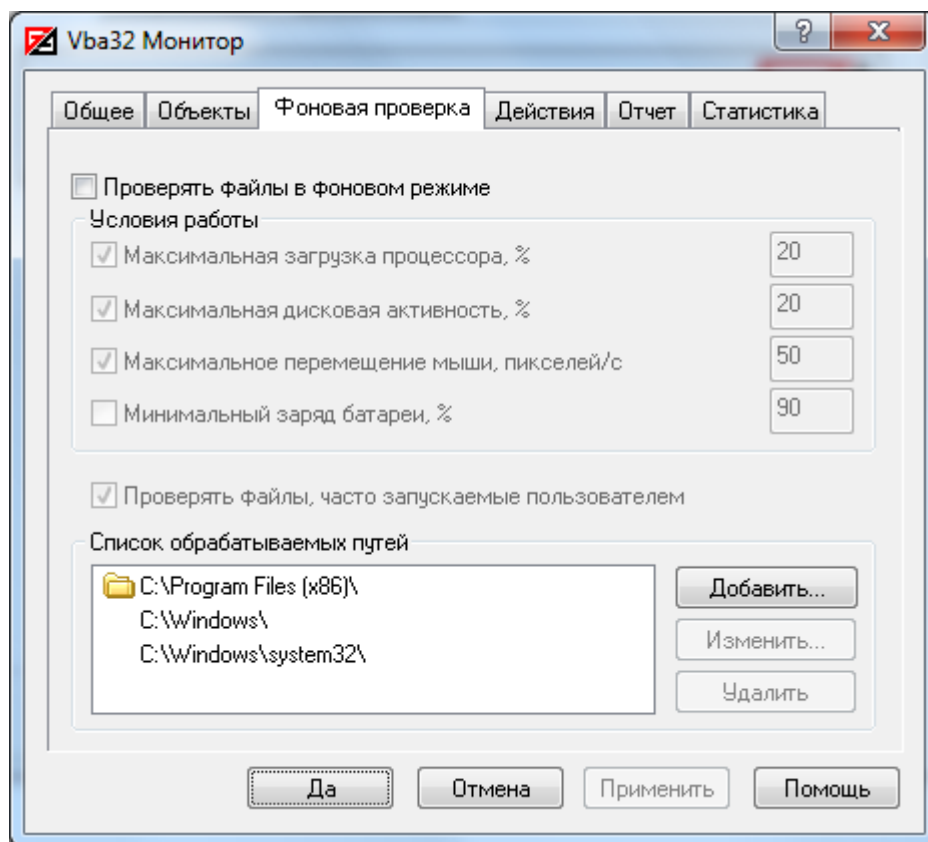 Vba32 Монитор
Общее Объекты Фоновая проверка Действия Отчет Статистика
Проверять файлы в фоновом режиме
Условия работы
Максимальная загрузка процессора, % 20
Максимальная дисковая активность, % 20
Максимальное перемещение мыши, пикселей/с 50
Минимальный заряд батареи, % 90
Проверять файлы, часто запускаемые пользователем
Список обрабатываемых путей
C:\Program Files (x86)\ Добавить...
C:\Windows\ Изменить...
C:\Windows\system32\ Удалить
Да Отмена Применить Помощь